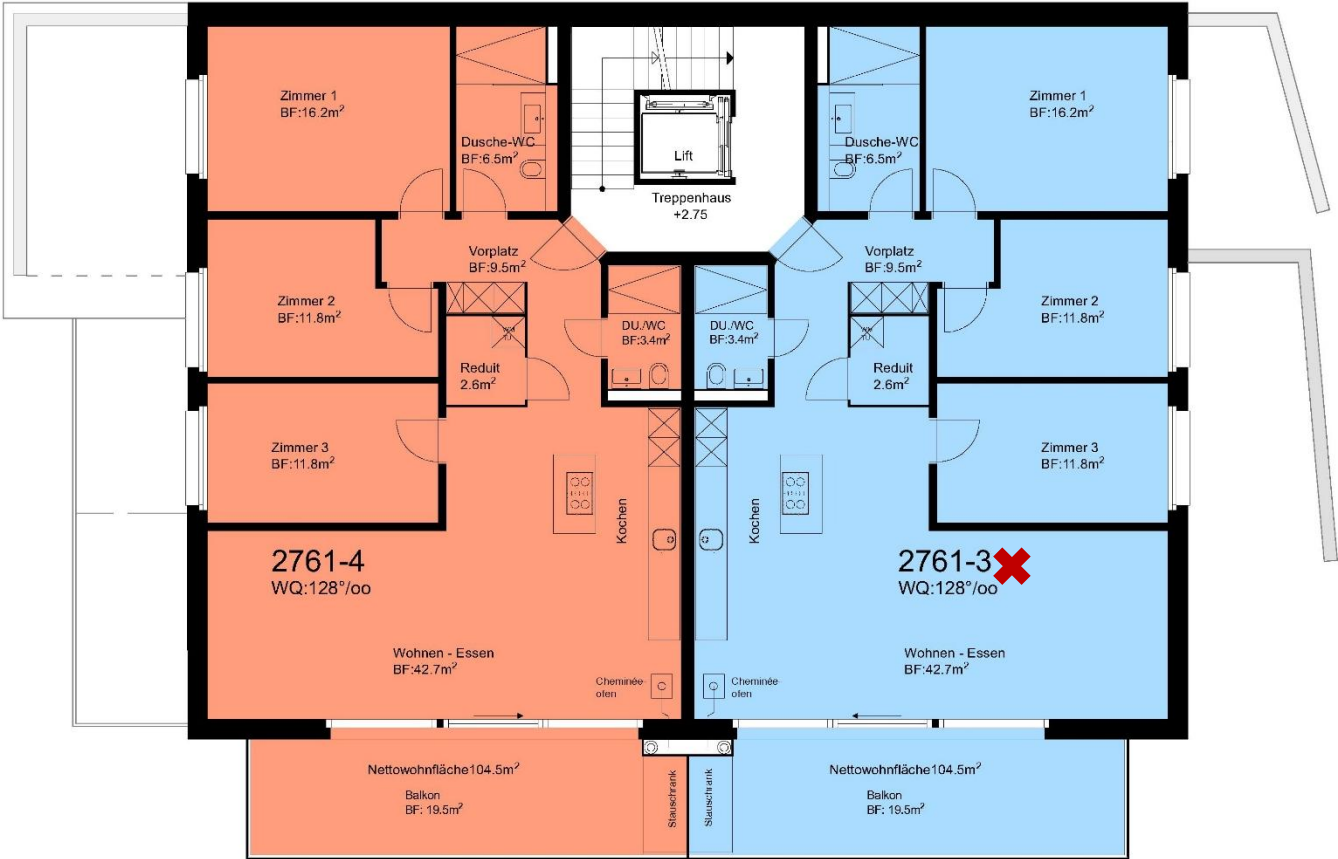 Zimmer 1
BF:16.2m²
Dusche-WC
BF:6.5m²
Lift
Treppenhaus
+2.75
Dusche-WC
BF:6.5m²
Zimmer 1
BF:16.2m²
Vorplatz
BF:9.5m²
Vorplatz
BF:9.5m²
Zimmer 2
BF:11.8m²
DU./WC
BF:3.4m²
DU./WC
BF:3.4m²
Zimmer 2
BF:11.8m²
Reduit
2.6m²
Reduit
2.6m²
Zimmer 3
BF:11.8m²
Kochen
Kochen
Zimmer 3
BF:11.8m²
2761-4
WQ:128°/oo
2761-3
WQ:128°/oo
Wohnen - Essen
BF:42.7m²
Cheminée-
ofen
Cheminée-
ofen
Wohnen - Essen
BF:42.7m²
Nettowohnfläche104.5m²
Balkon
BF: 19.5m²
Stauschrank
Stauschrank
Nettowohnfläche104.5m²
Balkon
BF: 19.5m²